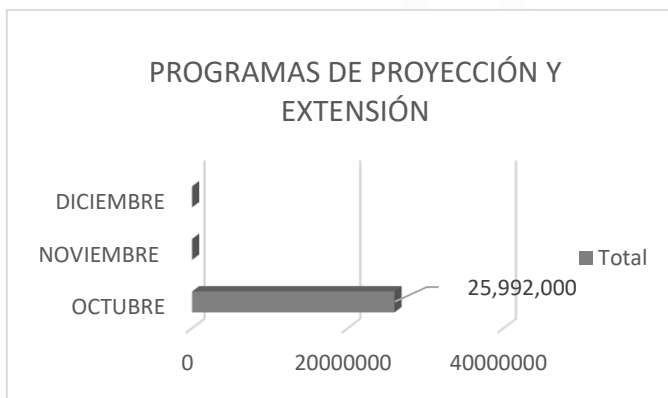 PROGRAMAS DE PROYECCIÓN Y
EXTENSIÓN
DICIEMBRE
NOVIEMBRE
Total
25,992,000
OCTUBRE
0
20000000
40000000